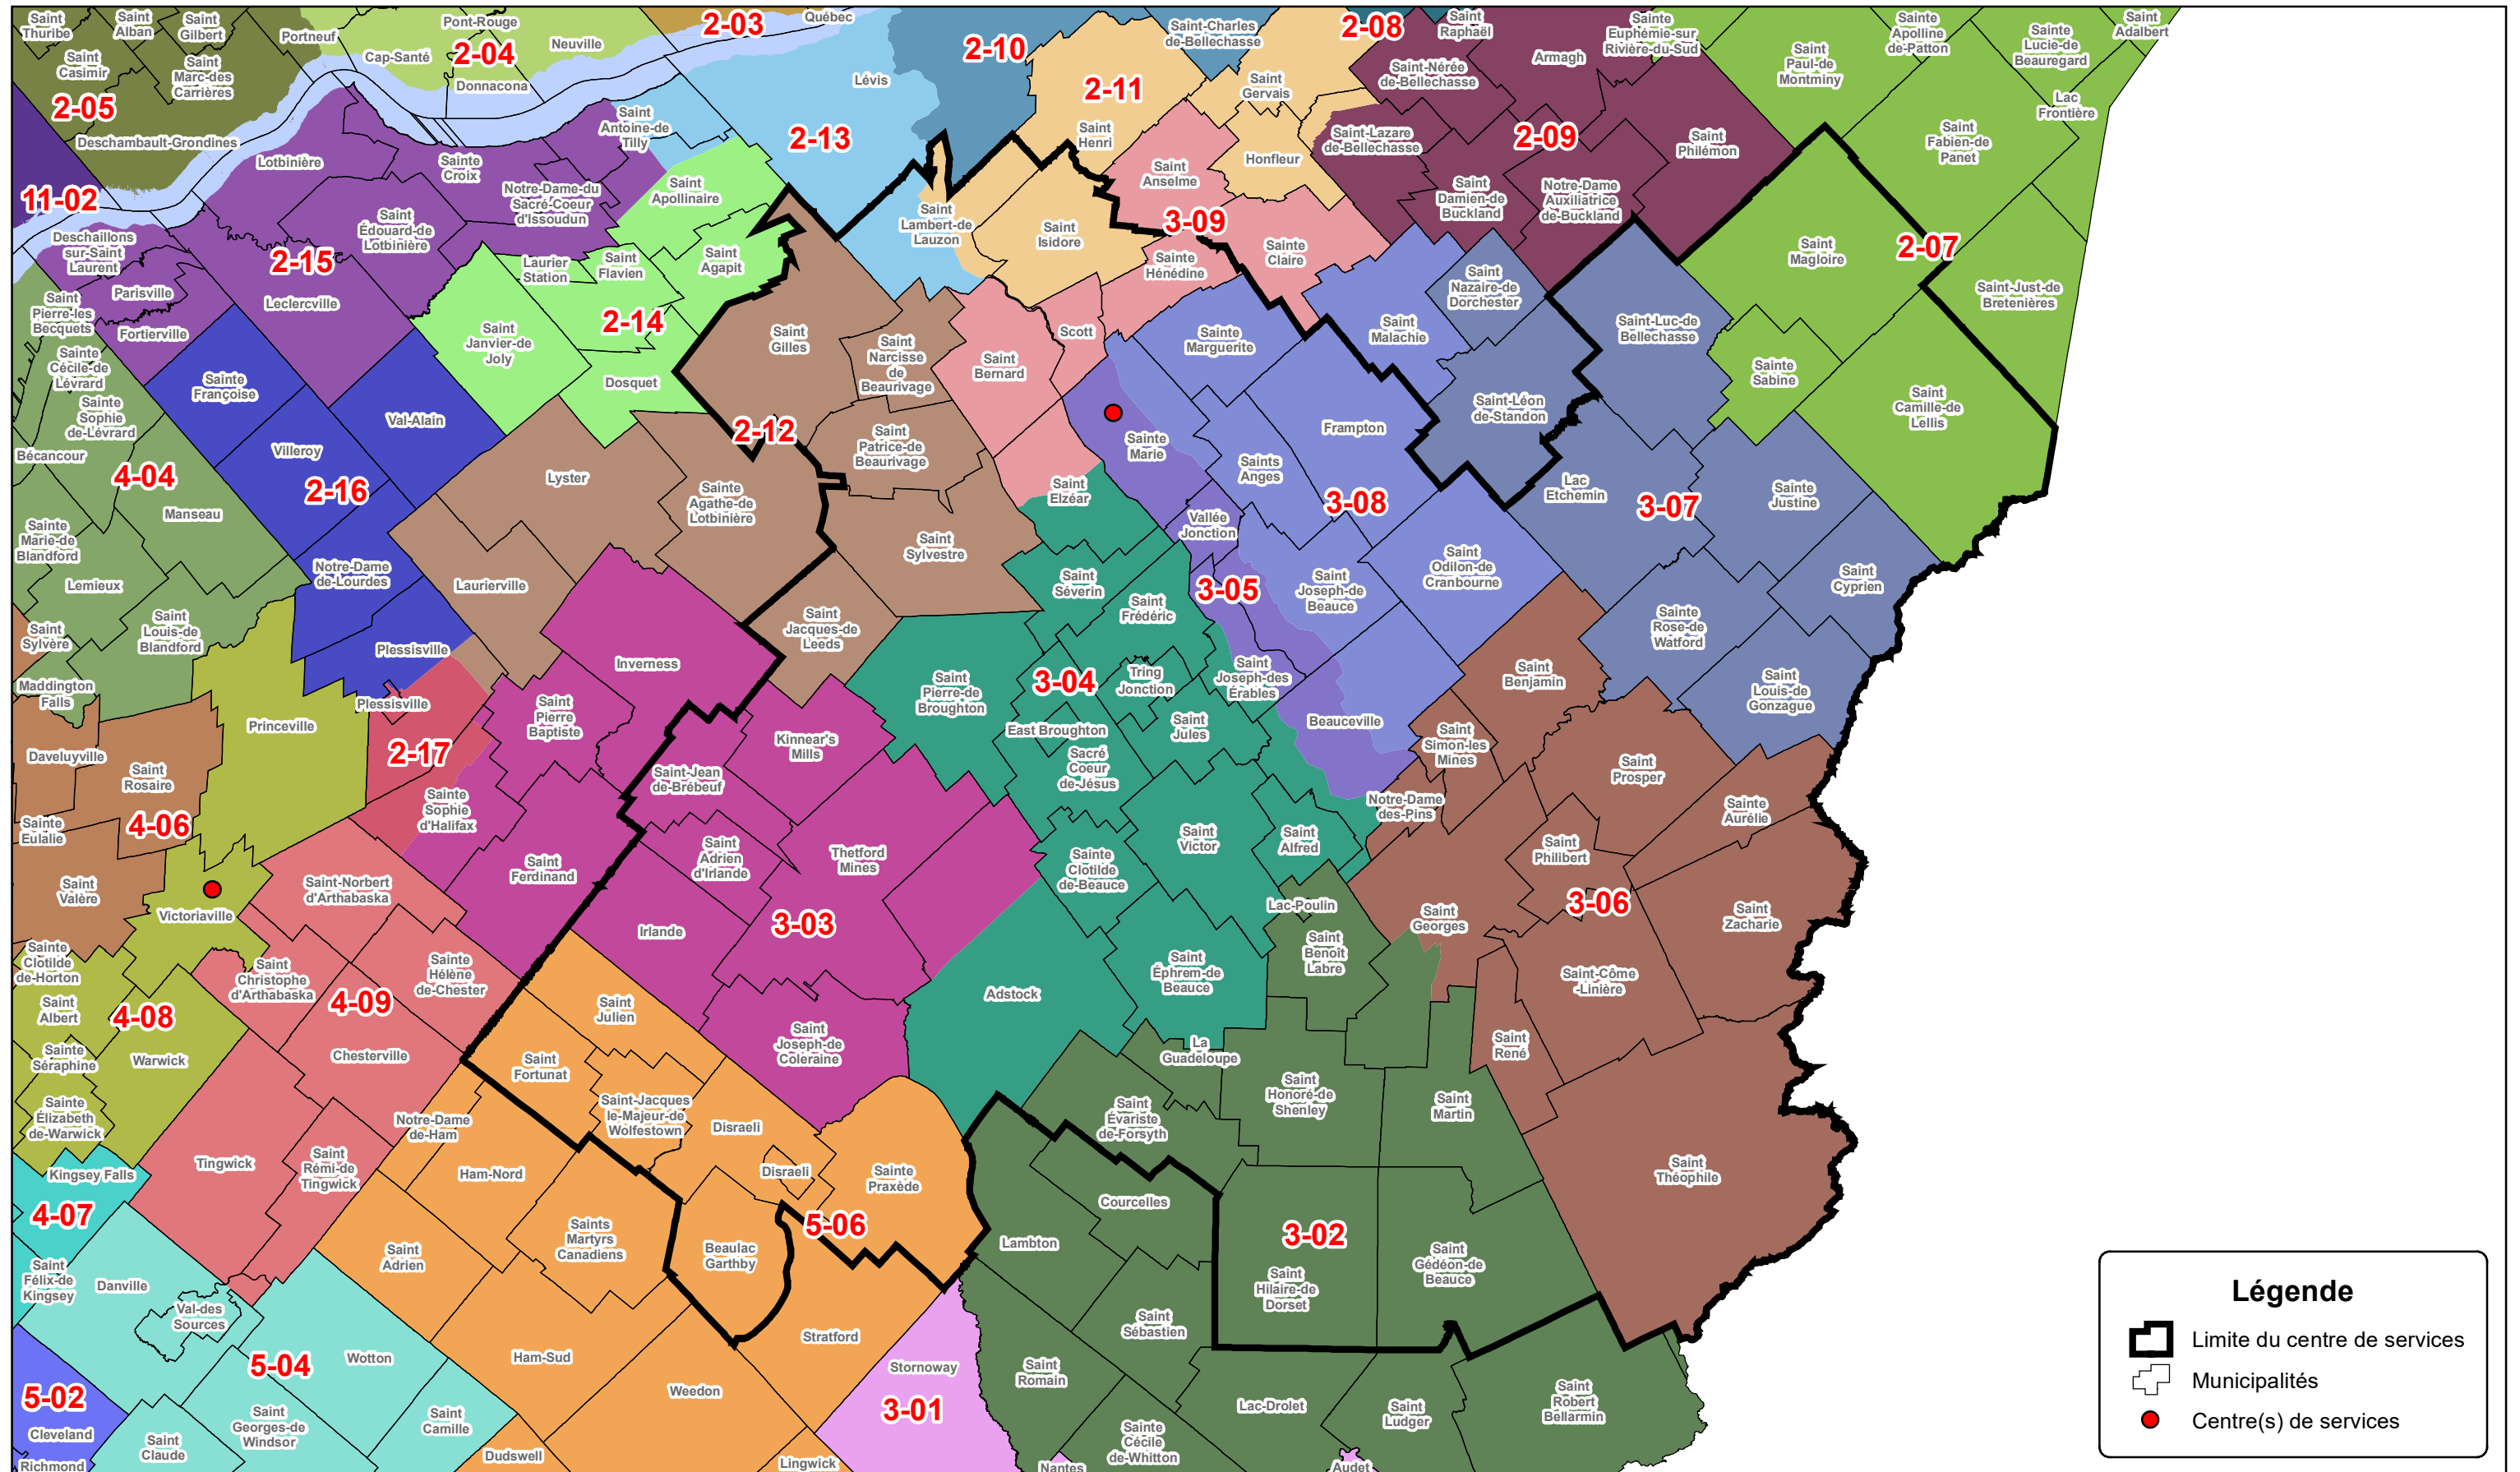 Saint
Thuribe
Saint
Alban
Saint
Gilbert
Portneuf
Pont-Rouge
Cap-Santé
2-04
Neuville
Donnacona
2-03
Québec
Saint
Casimir
Saint
Marc-des
Carrières
2-05
Deschambault-Grondines
11-02
Lévis
2-10
2-13
Saint-Charles
de-Bellechasse
2-08
Saint
Raphaël
Sainte
Euphémie-sur
Rivière-du-Sud
Armagh
Saint-Nérée
de-Bellechasse
Saint
Paul-de
Montminy
Sainte
Apolline
de-Patton
Sainte
Lucie-de
Beauregard
Saint
Adalbert
Lac
Frontière
Saint
Fabien-de
Panet
2-11
Saint
Henri
Saint
Gervais
Honfleur
Saint-Lazare
de-Bellechasse
2-09
Saint
Philémon
Saint
Damien-de
Buckland
Notre-Dame
Auxiliatrice
de-Buckland
Saint
Anselme
3-09
Sainte
Claire
Sainte
Hénédine
Saint
Antoine-de
Tilly
Lotbinière
Sainte
Croix
Notre-Dame-du
Sacré-Coeur
d'Issoudun
Saint
Apollinaire
Saint
Édouard-de
Lotbinière
2-15
Leclercville
Deschaillons
sur-Saint
Laurent
Parisville
Fortierville
Saint
Pierre-les
Becquets
Laurier
Station
Saint
Flavien
Saint
Agapit
2-14
Saint
Janvier-de
Joly
Dosquet
Saint
Lambert-de
Lauzon
Saint
Isidore
Saint
Gilles
Saint
Narcisse
de
Beaurivage
Saint
Bernard
Scott
Sainte
Marguerite
Saint
Malachie
Saint
Nazaire-de
Dorchester
Saint-Luc-de
Bellechasse
Saint
Magloire
2-07
Saint-Just-de
Bretenières
Sainte
Sabine
Saint
Camille-de
Lellis
Saint-Léon
de-Standon
Frampton
Sainte
Cécile-de
Lévrard
Sainte
Sophie
de-Lévrard
Bécancour
4-04
Manseau
Sainte
Marie-de
Blandford
Lemieux
Saint
Louis-de
Blandford
Saint
Sylvère
Maddington
Falls
Sainte
Françoise
Val-Alain
Villeroy
2-16
Notre-Dame
de-Lourdes
Plessisville
Plessisville
2-12
Lyster
Sainte
Agathe-de
Lotbinière
Laurierville
Saint
Patrice-de
Beaurivage
Saint
Sylvestre
Saint
Jacques-de
Leeds
Saint
Elzéar
Sainte
Marie
Saints
Anges
Vallée
Jonction
3-08
Lac
Etchemin
3-07
Sainte
Justine
Saint
Cyprien
Saint
Odilon-de
Cranbourne
Saint
Joseph-de
Beauce
3-05
Saint
Séverin
Saint
Frédéric
Sainte
Rose-de
Watford
Saint
Louis-de
Gonzague
Saint
Benjamin
Inverness
Saint
Pierre
Baptiste
Princeville
2-17
Daveluyville
Saint
Rosaire
4-06
Sainte
Eulalie
Saint
Valère
Victoriaville
Sainte
Sophie
d'Halifax
Saint
Ferdinand
Saint-Jean
de-Brébeuf
Kinnear's
Mills
Saint
Pierre-de
Broughton
3-04
Tring
Jonction
Saint
Joseph-des
Érables
East Broughton
Saint
Jules
Sacré
Coeur
de-Jésus
Beauceville
Saint
Simon-les
Mines
Saint
Prosper
Notre-Dame
des-Pins
Sainte
Aurélie
Saint
Philibert
3-06
Saint
Zacharie
Saint
Adrien
d'Irlande
Thetford
Mines
Sainte
Clotilde
de-Beauce
Saint
Victor
Saint
Alfred
Lac-Poulin
Saint
Georges
Saint
Benoît
Labre
Saint-Côme
-Linière
Irlande
3-03
Adstock
Saint
Éphrem-de
Beauce
Saint-Norbert
d'Arthabaska
Sainte
Clotilde
de-Horton
Saint
Albert
4-08
Saint
Christophe
d'Arthabaska
4-09
Sainte
Hélène
de-Chester
Sainte
Séraphine
Warwick
Chesterville
Sainte
Élizabeth
de-Warwick
Saint
Julien
Saint
Fortunat
Saint
Joseph-de
Coleraine
La
Guadeloupe
Saint
René
Saint
Honoré-de
Shenley
Saint
Martin
Saint
Évariste
de-Forsyth
Saint-Jacques
le-Majeur-de
Wolfestown
Disraeli
Disraeli
Sainte
Praxède
Notre-Dame
de-Ham
Tingwick
Saint
Rémi-de
Tingwick
Ham-Nord
Kingsey Falls
4-07
Saint
Théophile
Courcelles
3-02
Lambton
Saint
Hilaire-de
Dorset
Saint
Gédéon-de
Beauce
Saints
Martyrs
Canadiens
Beaulac
Garthby
5-06
Saint
Adrien
Saint
Félix-de
Kingsey
Danville
Val-des
Sources
5-04
Wotton
Ham-Sud
Stratford
Stornoway
3-01
Weedon
Saint
Sébastien
Saint
Romain
Lac-Drolet
Saint
Ludger
Saint
Robert
Bellarmin
5-02
Cleveland
Richmond
Saint
Claude
Saint
Georges-de
Windsor
Saint
Camille
Dudswell
Lingwick
Nantes
Saint
Cécile
de-Whitton
Audet
Légende
Limite du centre de services
Municipalités
Centre(s) de services